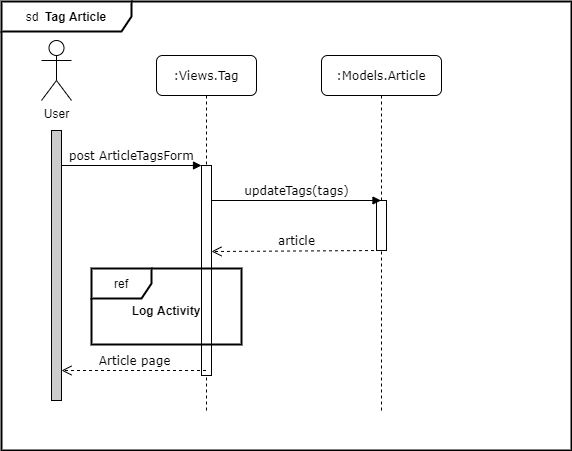 sd Tag Article
:Views.Tag
:Models.Article
User
post ArticleTagsForm
updateTags(tags)
article
ref
Log Activity
Article page